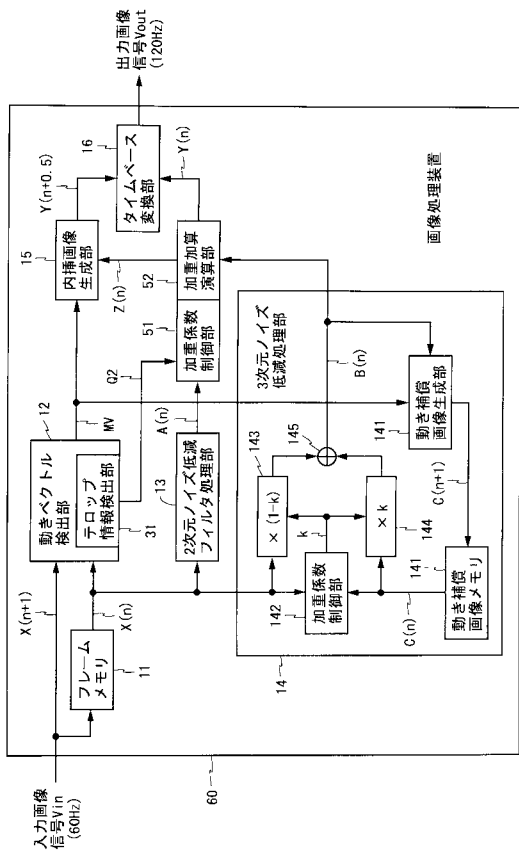 入力画像
信号Vin
(60Hz)
60
X(n+1)
フレーム
メモリ
11
X(n)
12
動きベクトル
検出部
テロップ
情報検出部
31
MV
Q2
15
内挿画像
生成部
Y(n+0.5)
16
タイムベース
変換部
出力画像
信号Vout
(120Hz)
Z(n)
Y(n)
13
2次元ノイズ低減
フィルタ処理部
A(n)
51
加重係数
制御部
52
加重加算
演算部
14
3次元ノイズ
低減処理部
143
×(1-k)
145
B(n)
k
142
加重係数
制御部
×k
144
141
動き補償
画像生成部
C(n)
141
動き補償
画像メモリ
C(n+1)
画像処理装置